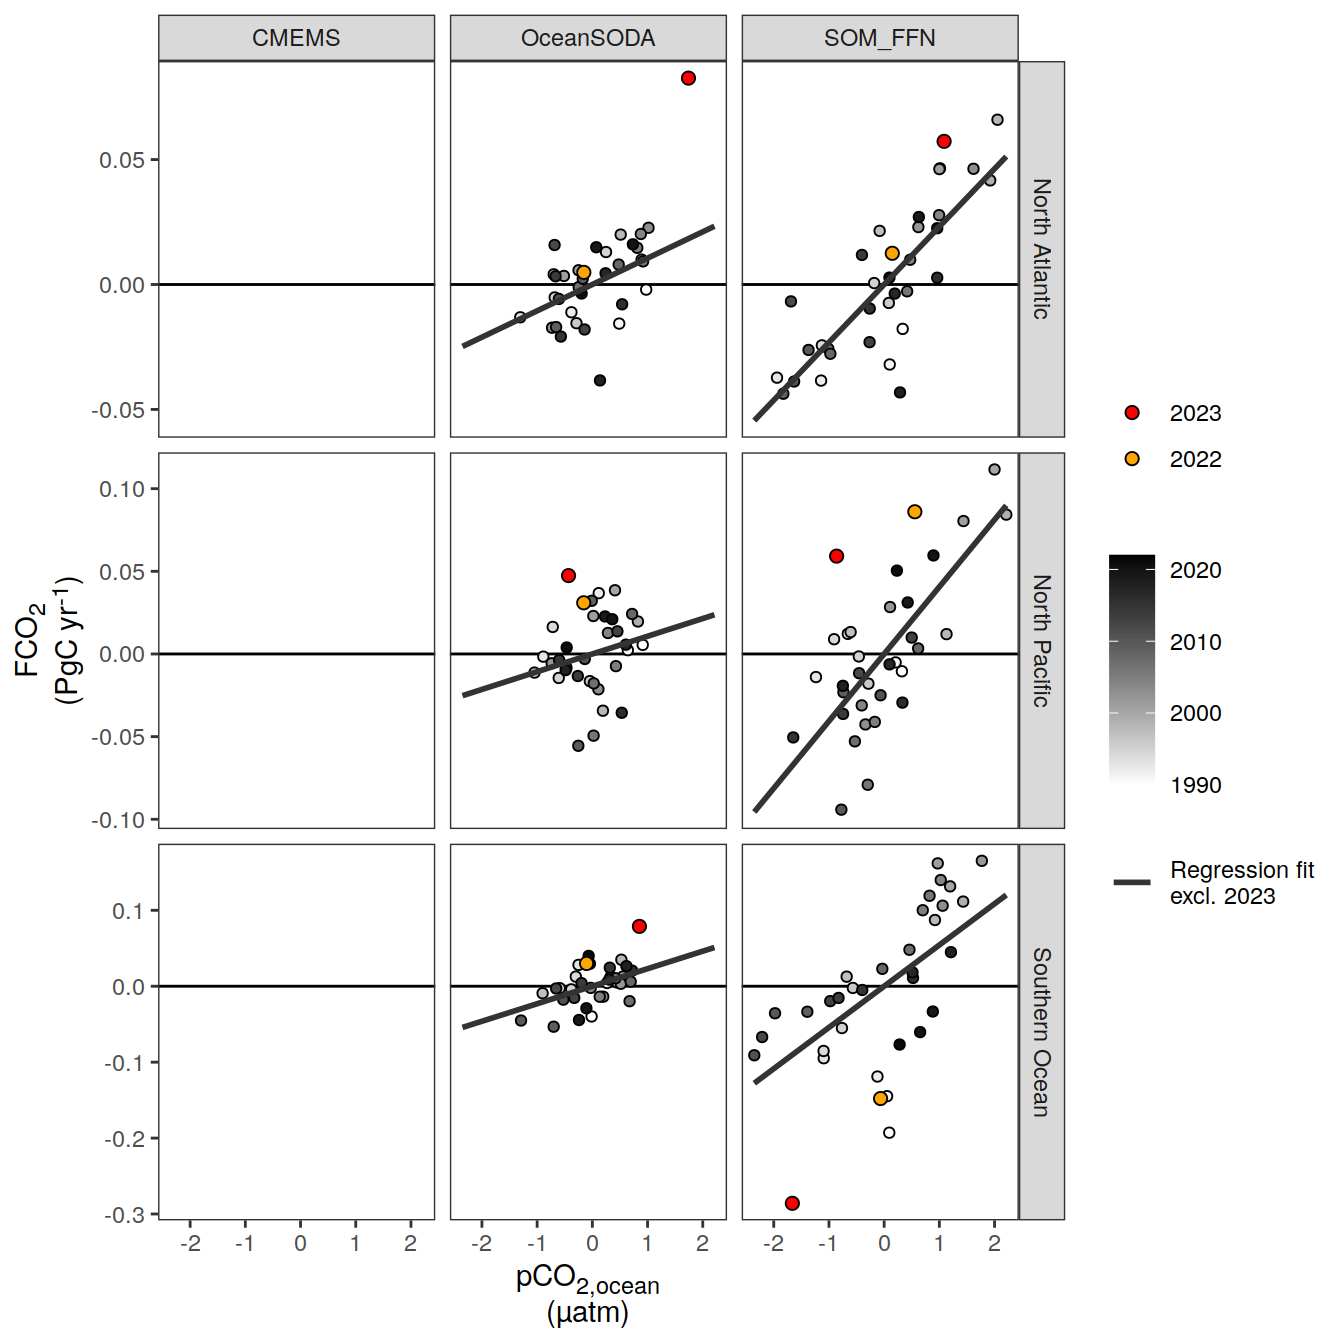 CMEMS
OceanSODA
SOM_FFN
0.05
0.00
-0.05
North Atlantic
0.10
0.05
0.00
-0.05
-0.10
North Pacific
0.1
0.0
-0.1
-0.2
-0.3
Southern Ocean
FCO2
(PgC yr-1)
-2 -1 0 1 2
-2 -1 0 1 2
-2 -1 0 1 2
pCO2,ocean
(µatm)
2023
2022
2020
2010
2000
1990
Regression fit
excl. 2023